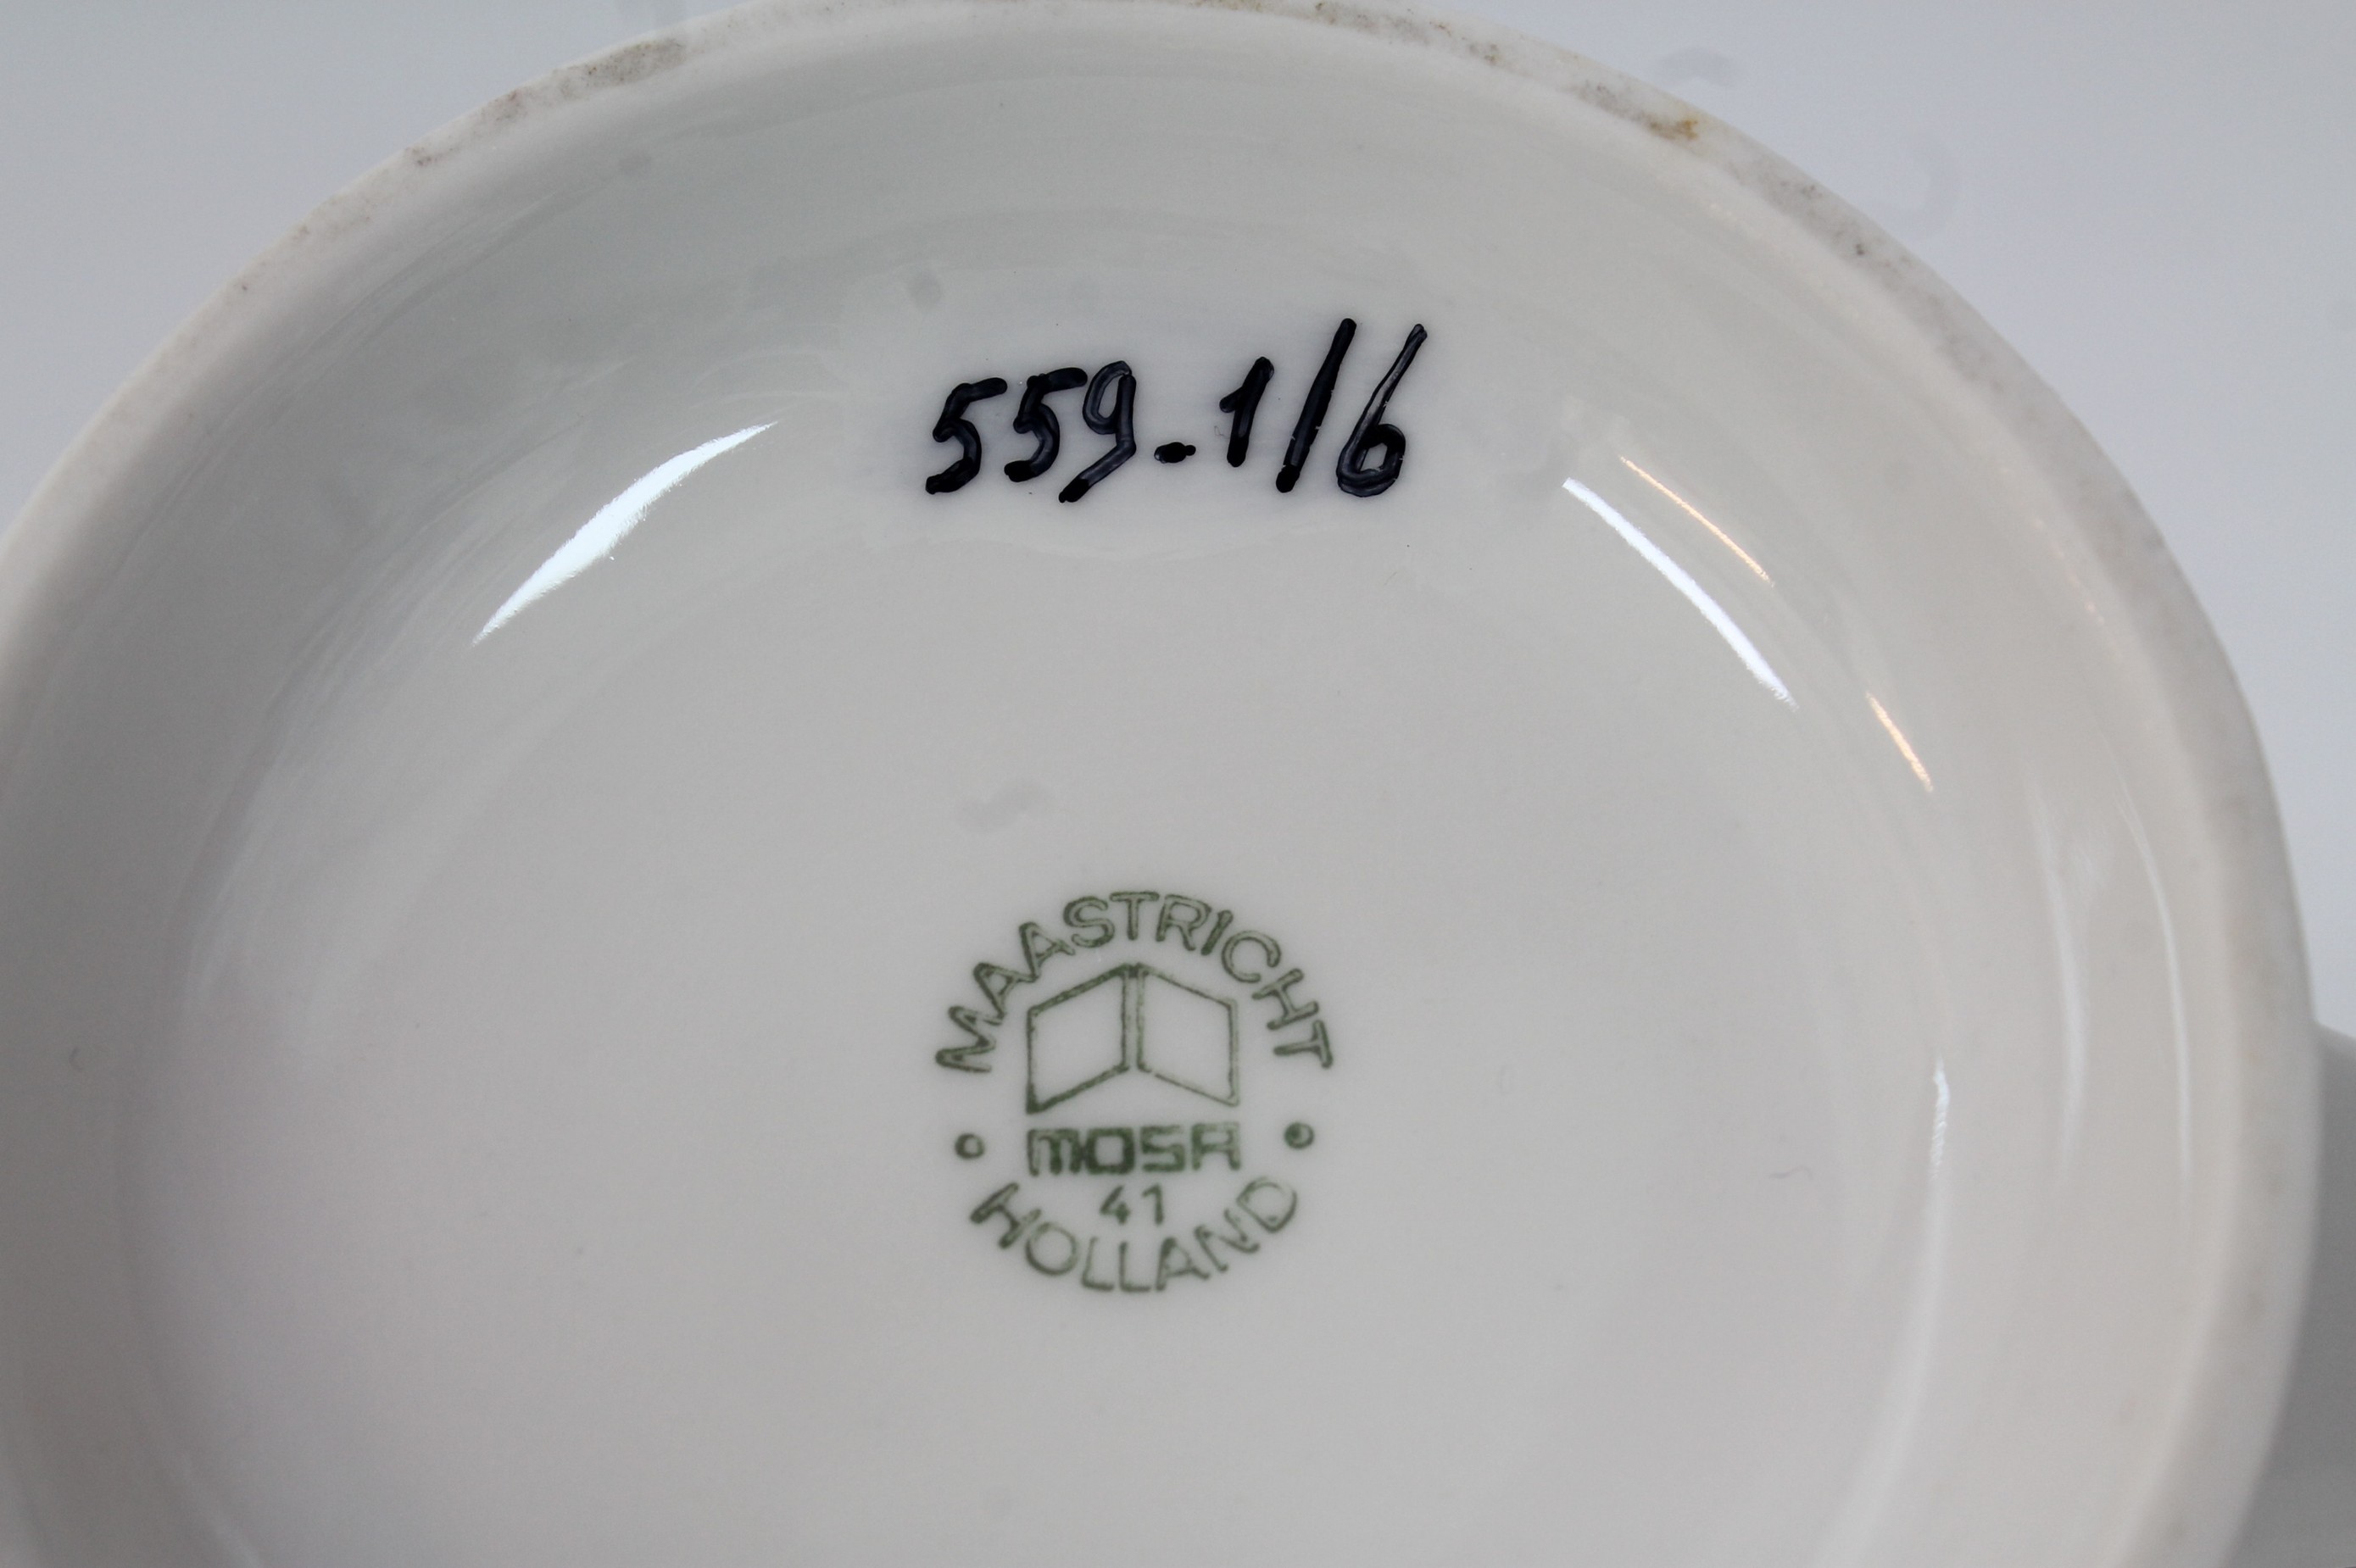 559-1/6
MAASTRICHT
MOSA
41
HOLLAND